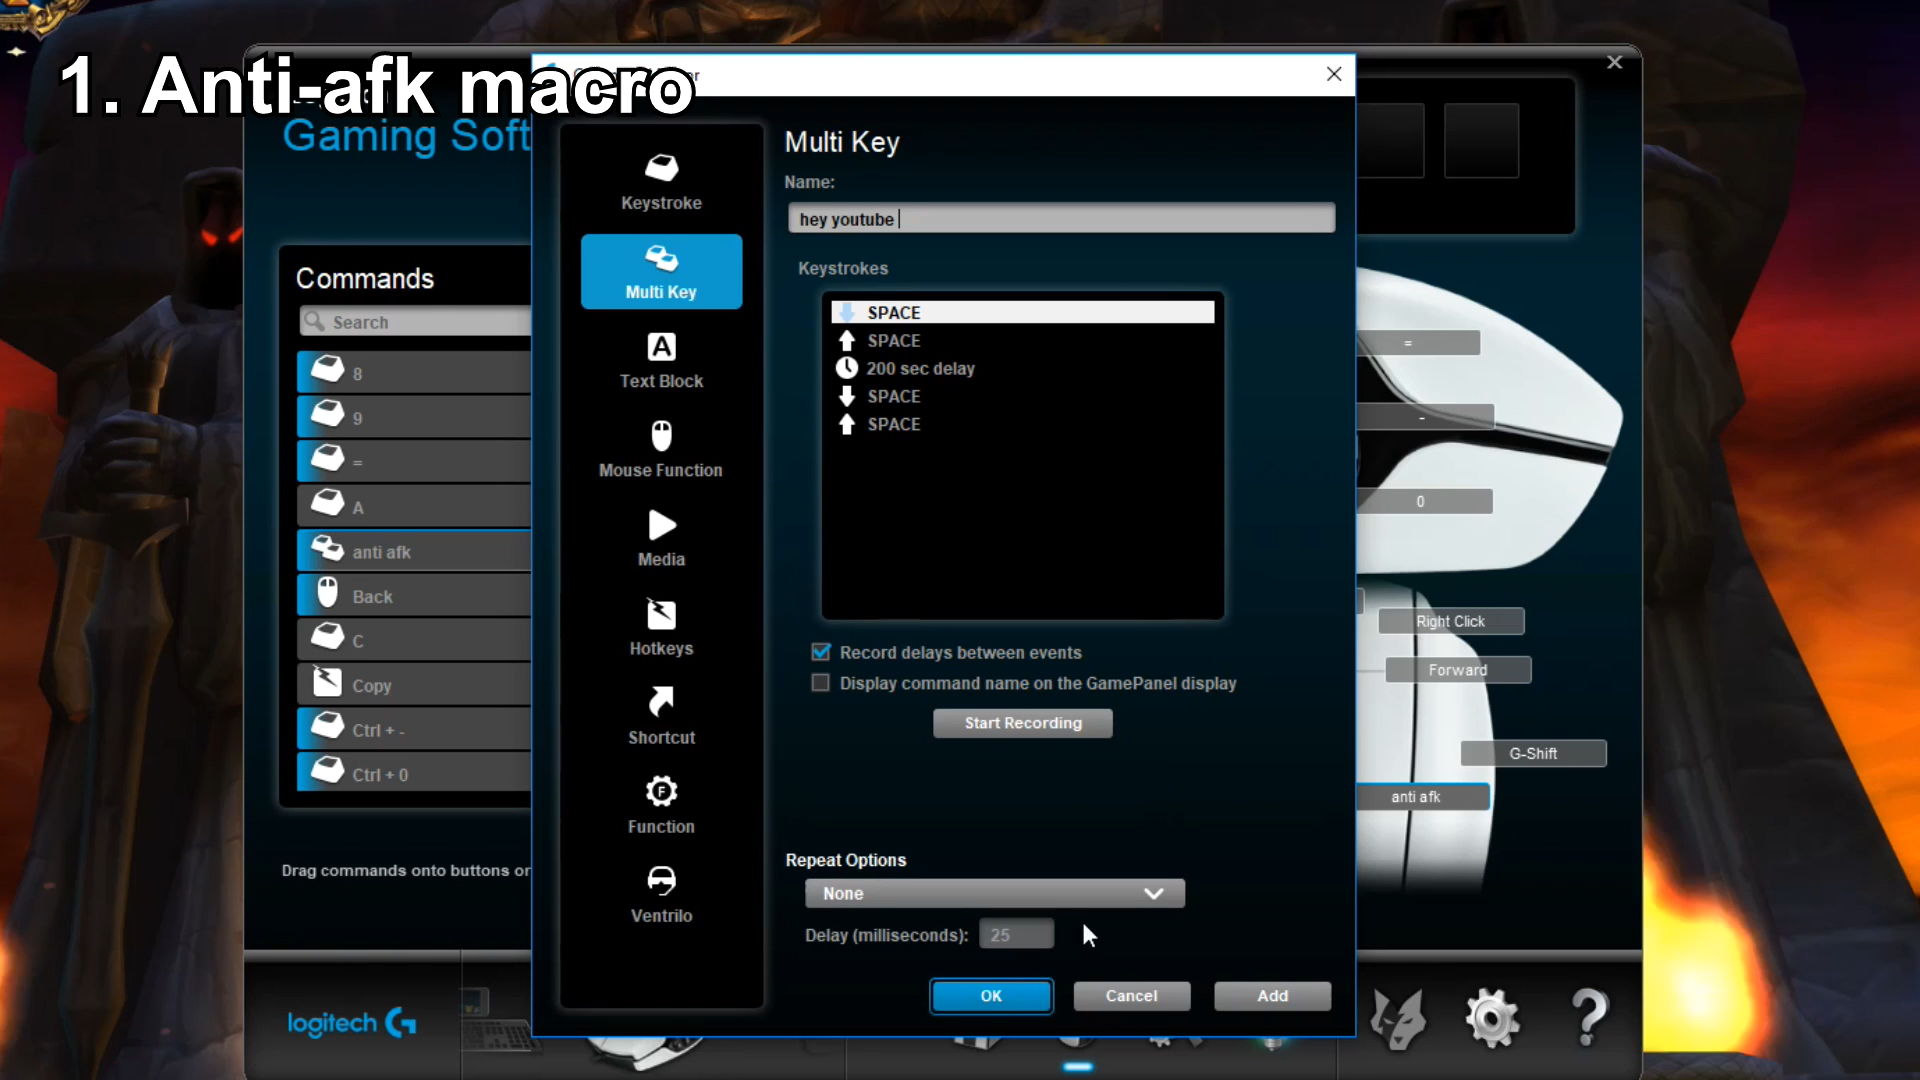 1. Anti-afk macro
Gaming Soft
Commands
Search
8
9
=
A
anti afk
Back
C
Copy
Ctrl + -
Ctrl + 0
Drag commands onto buttons or
logitech G
Keystroke
Multi Key
Text Block
Mouse Function
Media
Hotkeys
Shortcut
Function
Ventrilo
Multi Key
Name:
hey youtube
Keystrokes
SPACE
SPACE
200 sec delay
SPACE
SPACE
Record delays between events
Display command name on the GamePanel display
Start Recording
Repeat Options
None
Delay (milliseconds): 25
OK
Cancel
Add
=
-
0
Right Click
Forward
G-Shift
anti afk
?